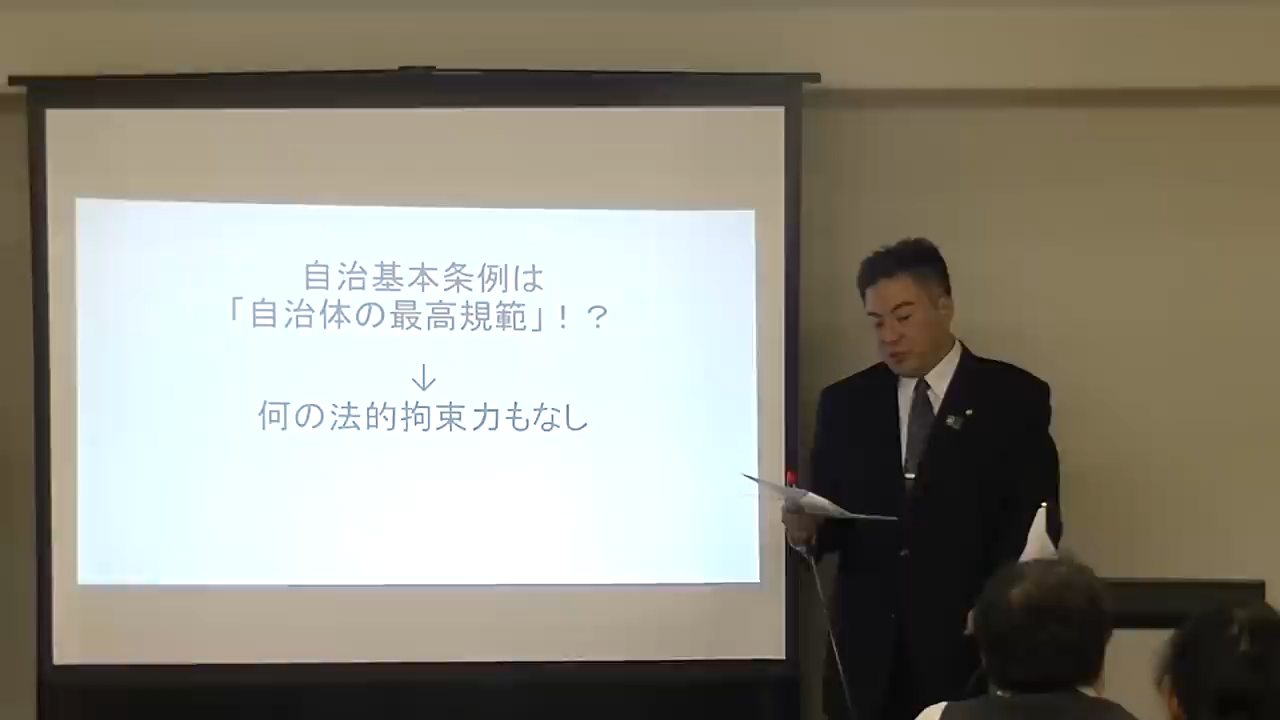 自治基本条例は
「自治体の最高規範」！？
↓
何の法的拘束力もなし